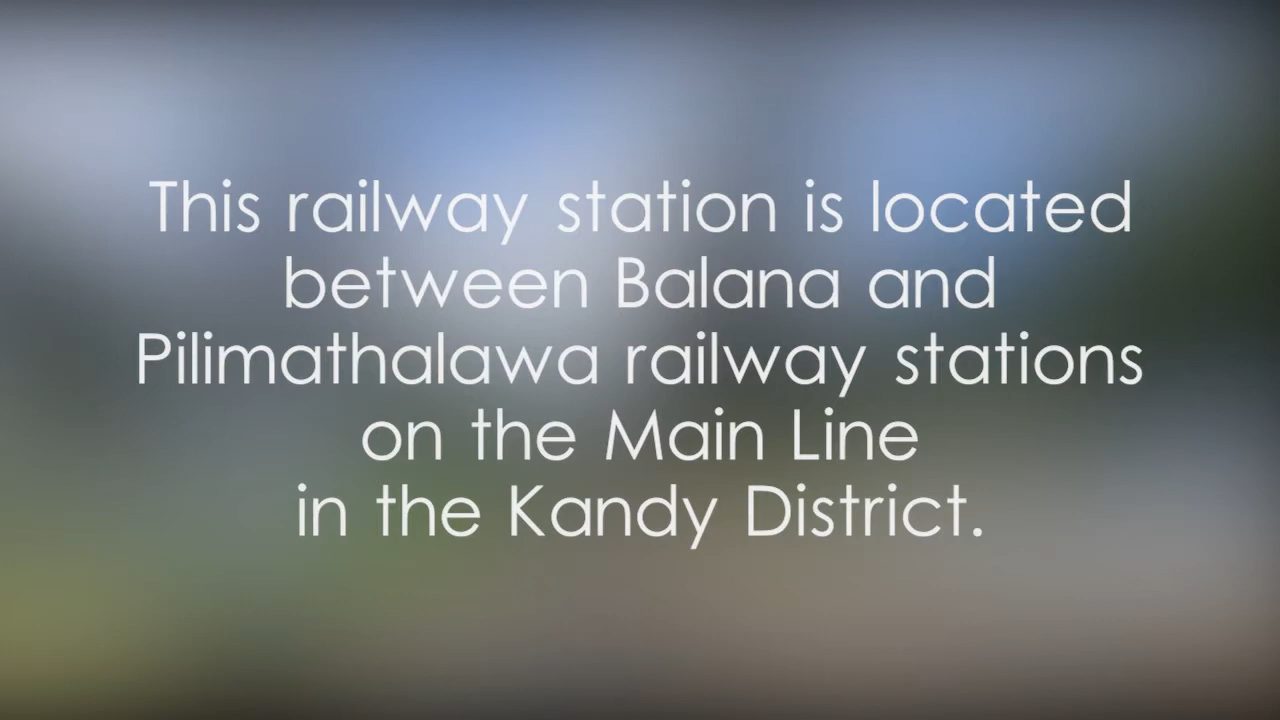 This railway station is located
between Balana and
Pilimathalawa railway stations
on the Main Line
in the Kandy District.